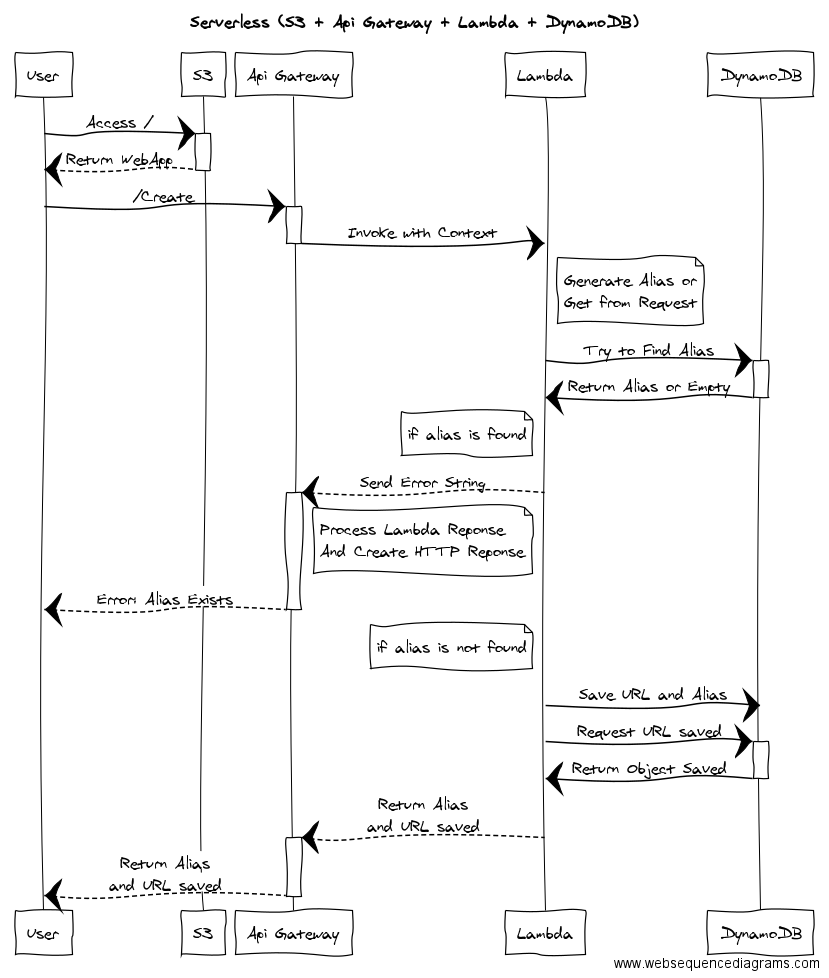 Serverless (S3 + Api Gateway + Lambda + DynamoDB)
User
S3
Api Gateway
Lambda
DynamoDB
Access /
Return WebApp
/Create
Invoke with Context
Generate Alias or
Get from Request
Try to Find Alias
Return Alias or Empty
if alias is found
Send Error String
Process Lambda Reponse
And Create HTTP Reponse
Error: Alias Exists
if alias is not found
Save URL and Alias
Request URL saved
Return Object Saved
Return Alias
and URL saved
Return Alias
and URL saved
User
S3
Api Gateway
Lambda
DynamoDB
www.websequencediagrams.com